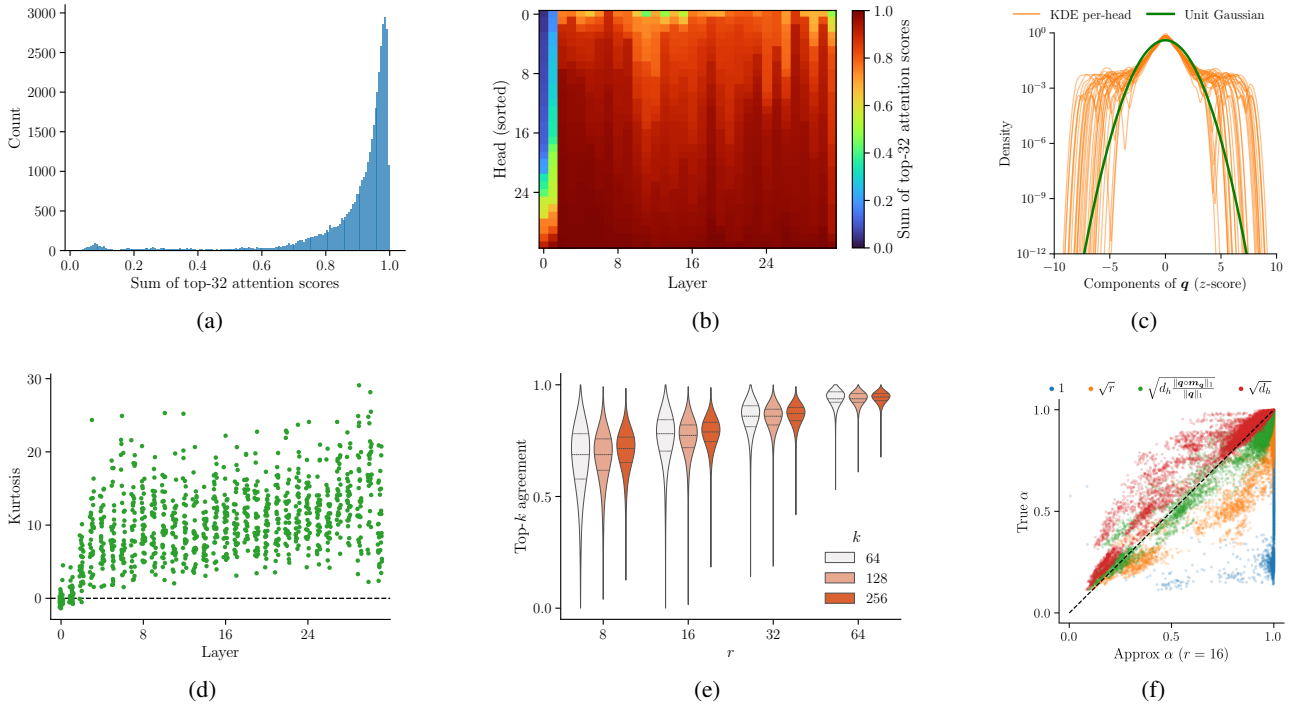 3000
2500
2000
1500
1000
500
0
Count
0.0 0.2 0.4 0.6 0.8 1.0
Sum of top-32 attention scores
(a)
0
8
16
24
Head (sorted)
0 8 16 24
Layer
1.0
0.8
0.6
0.4
0.2
0.0
Sum of top-32 attention scores
(b)
KDE per-head Unit Gaussian
10⁰
10⁻³
10⁻⁶
10⁻⁹
10⁻¹²
Density
−10 −5 0 5 10
Components of q (z-score)
(c)
30
20
10
0
Kurtosis
0 8 16 24
Layer
(d)
1.0
0.5
0.0
Top-k agreement
8 16 32 64
r
k
64
128
256
(e)
1 √r √(d_h ‖q∘m_q‖₁/‖q‖₁) √d_h
1.0
0.5
0.0
True α
0.0 0.5 1.0
Approx α (r = 16)
(f)